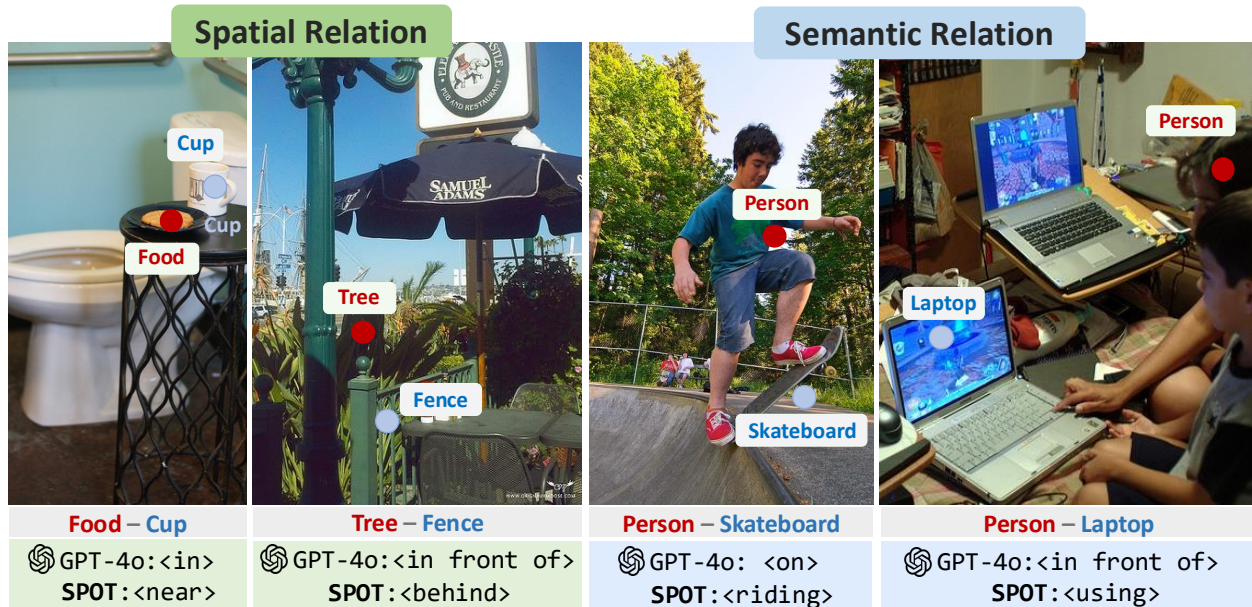 Spatial Relation
Semantic Relation
Cup
Cup
Food
ELE
STLE
PUB AND RESTAURANT
SAMUEL
ADAMS
Tree
Fence
Person
Skateboard
Person
Laptop
Food – Cup
Tree – Fence
Person – Skateboard
Person – Laptop
GPT-4o:<in>
SPOT:<near>
GPT-4o:<in front of>
SPOT:<behind>
GPT-4o: <on>
SPOT:<riding>
GPT-4o:<in front of>
SPOT:<using>